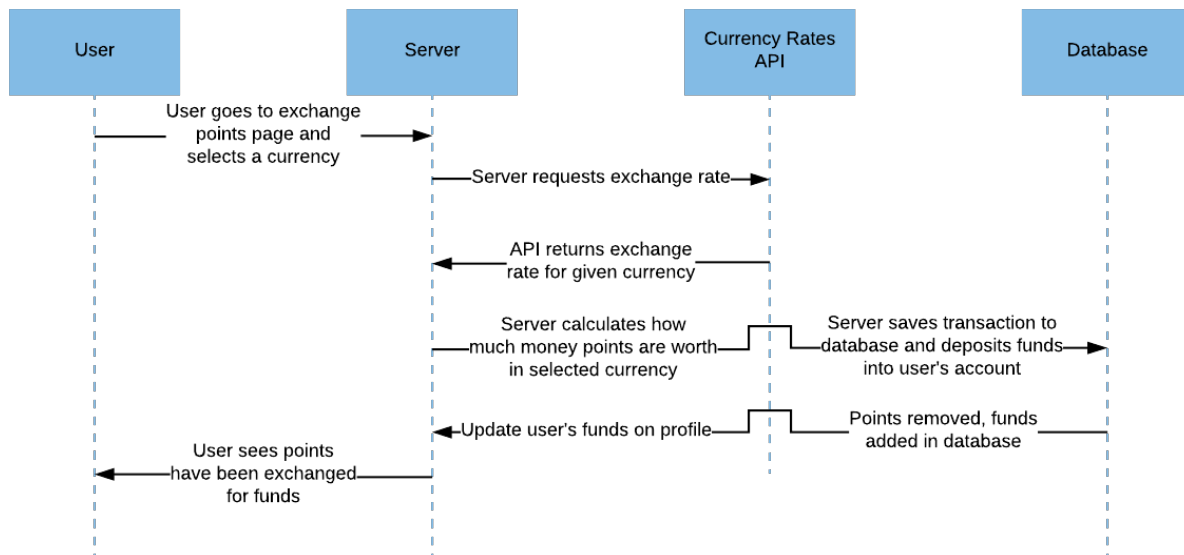 User
Server
Currency Rates
API
Database
User goes to exchange
points page and
selects a currency
Server requests exchange rate
API returns exchange
rate for given currency
Server calculates how
much money points are worth
in selected currency
Server saves transaction to
database and deposits funds
into user's account
Update user's funds on profile
Points removed, funds
added in database
User sees points
have been exchanged
for funds